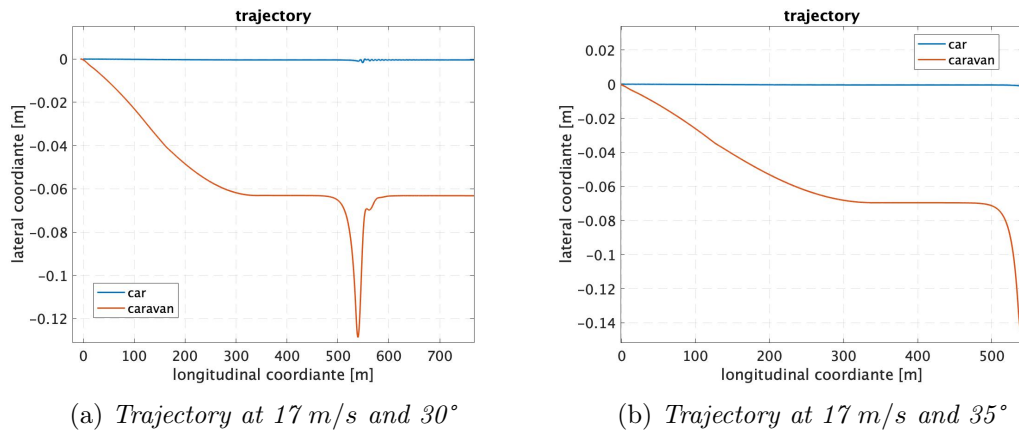 trajectory
0
-0.02
-0.04
-0.06
-0.08
-0.1
-0.12
lateral coordiante [m]
car
caravan
0 100 200 300 400 500 600 700
longitudinal coordiante [m]
(a) Trajectory at 17 m/s and 30°
trajectory
0.02
0
-0.02
-0.04
-0.06
-0.08
-0.1
-0.12
-0.14
lateral coordiante [m]
car
caravan
0 100 200 300 400 500
longitudinal coordiante [m]
(b) Trajectory at 17 m/s and 35°